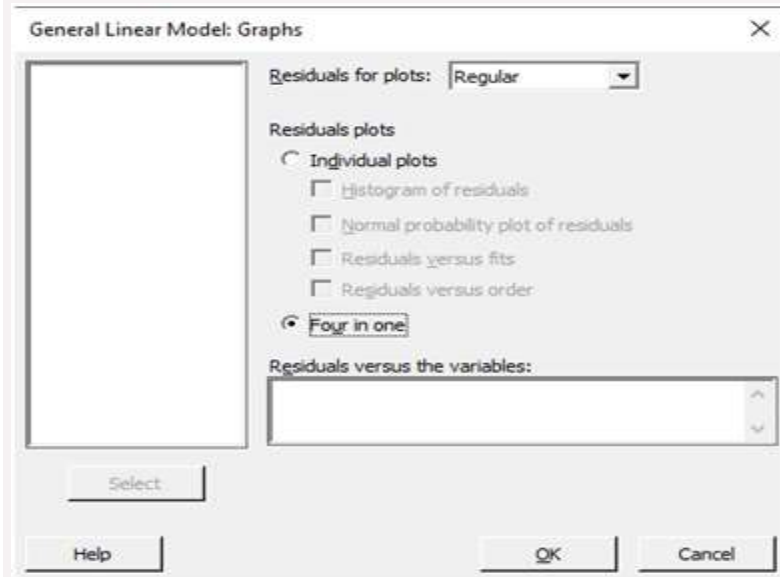 General Linear Model: Graphs
Residuals for plots: Regular
Residuals plots
Individual plots
Histogram of residuals
Normal probability plot of residuals
Residuals versus fits
Residuals versus order
Four in one
Residuals versus the variables:
Select
Help OK Cancel